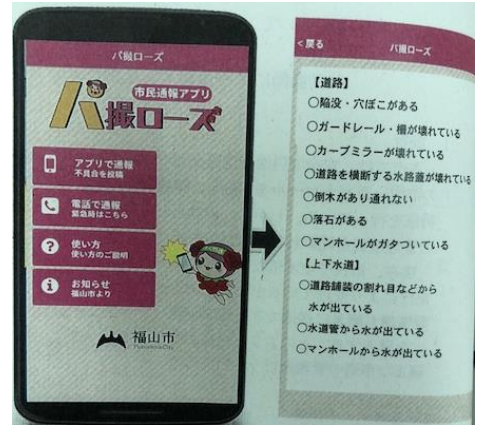 パ撮ローズ
市民通報アプリ
パ撮ローズ
アプリで通報
不具合を投稿
電話で通報
緊急時はこちら
使い方
使い方のご説明
お知らせ
福山市より
福山市
Fukuyama City
<戻る
パ撮ローズ
【道路】
○陥没・穴ぼこがある
○ガードレール・柵が壊れている
○カーブミラーが壊れている
○道路を横断する水路蓋が壊れている
○倒木があり通れない
○落石がある
○マンホールがガタついている
【上下水道】
○道路舗装の割れ目などから
水が出ている
○水道管から水が出ている
○マンホールから水が出ている